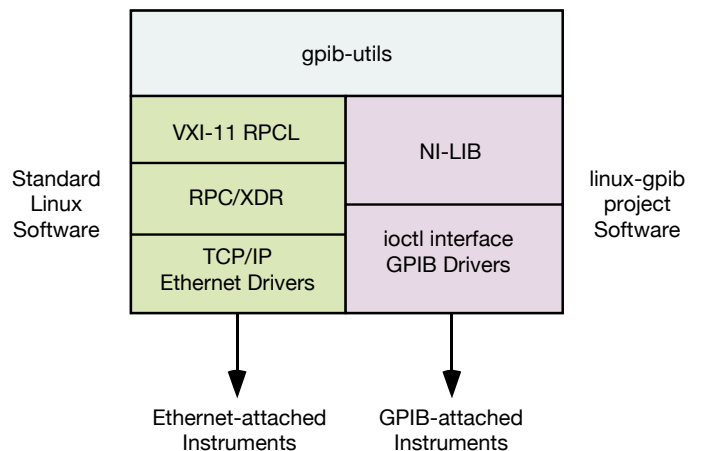 gpib-utils
VXI-11 RPCL
RPC/XDR
TCP/IP
Ethernet Drivers
NI-LIB
ioctl interface
GPIB Drivers
Standard
Linux
Software
linux-gpib
project
Software
Ethernet-attached
Instruments
GPIB-attached
Instruments